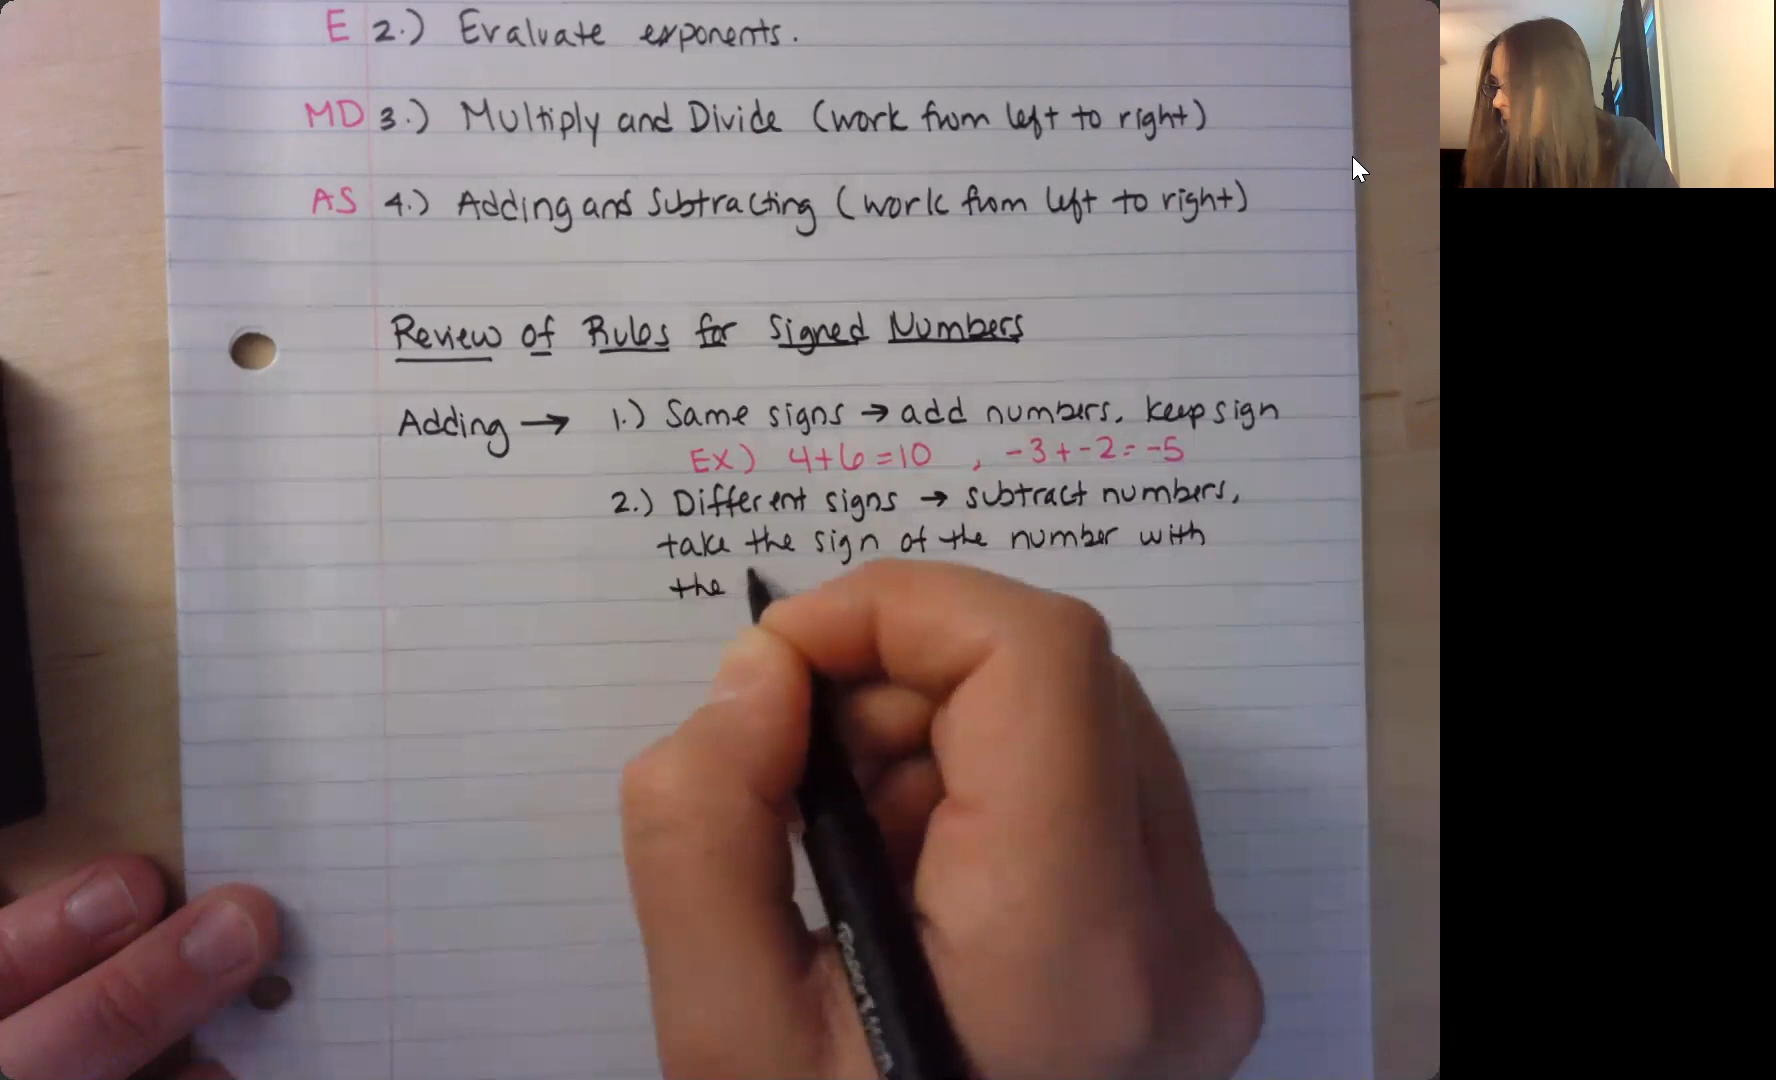 E 2.) Evaluate exponents.
MD 3.) Multiply and Divide (work from left to right)
AS 4.) Adding and Subtracting (work from left to right)
Review of Rules for Signed Numbers
Adding → 1.) Same signs → add numbers, keep sign
EX) 4+6=10 , -3+-2=-5
2.) Different signs → subtract numbers,
take the sign of the number with
the